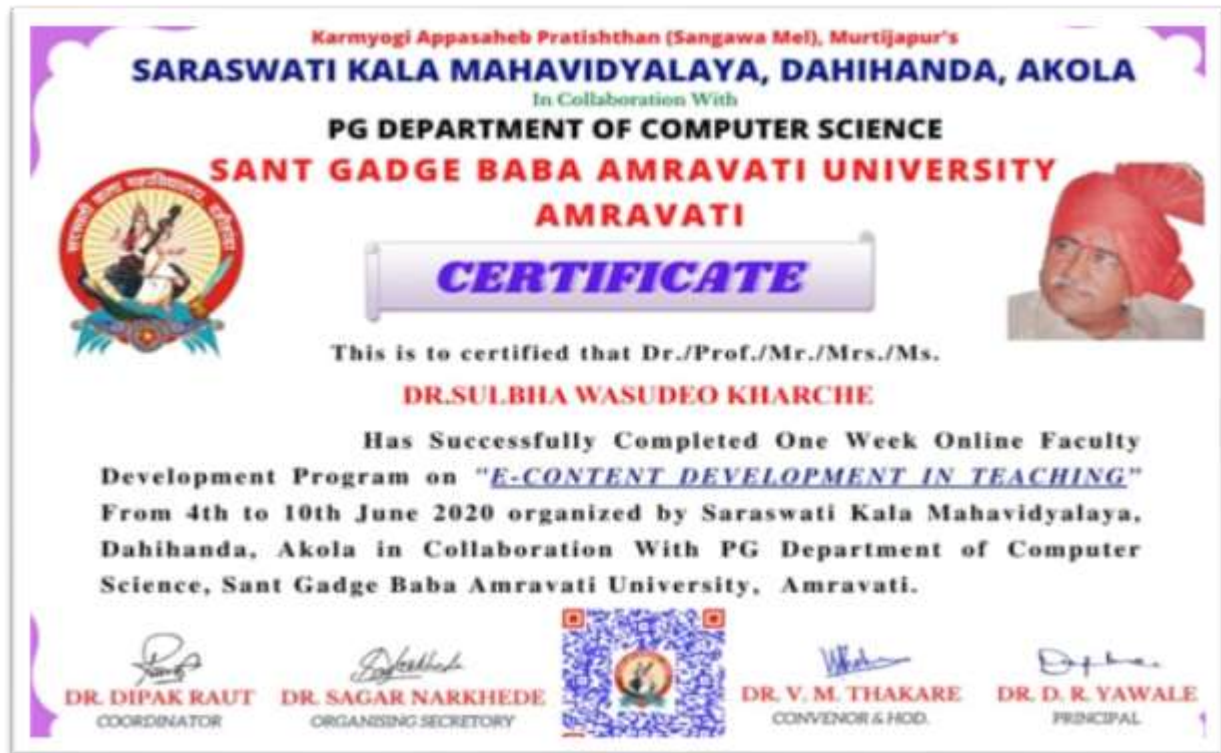 Karmyogi Appasaheb Pratishthan (Sangawa Mel), Murtijapur's
SARASWATI KALA MAHAVIDYALAYA, DAHIHANDA, AKOLA
In Collaboration With
PG DEPARTMENT OF COMPUTER SCIENCE
SANT GADGE BABA AMRAVATI UNIVERSITY
AMRAVATI
CERTIFICATE
This is to certified that Dr./Prof./Mr./Mrs./Ms.
DR.SULBHA WASUDEO KHARCHE
Has Successfully Completed One Week Online Faculty
Development Program on "E-CONTENT DEVELOPMENT IN TEACHING"
From 4th to 10th June 2020 organized by Saraswati Kala Mahavidyalaya,
Dahihanda, Akola in Collaboration With PG Department of Computer
Science, Sant Gadge Baba Amravati University, Amravati.
DR. DIPAK RAUT DR. SAGAR NARKHEDE DR. V. M. THAKARE DR. D. R. YAWALE
COORDINATOR ORGANISING SECRETORY CONVENOR & HOD. PRINCIPAL